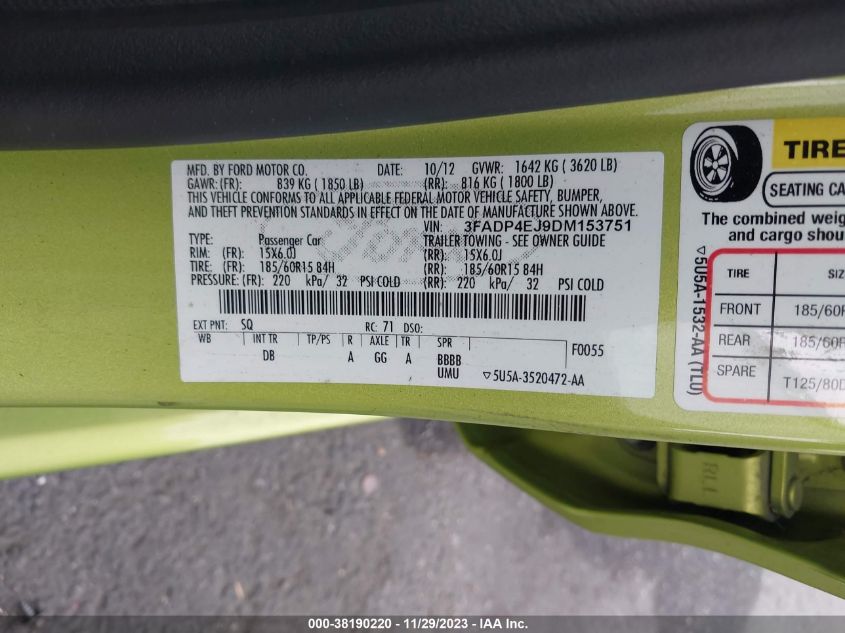 MFD. BY FORD MOTOR CO. DATE: 10/12 GVWR: 1642 KG ( 3620 LB)
GAWR: (FR): 839 KG ( 1850 LB) (RR): 816 KG ( 1800 LB)
THIS VEHICLE CONFORMS TO ALL APPLICABLE FEDERAL MOTOR VEHICLE SAFETY, BUMPER,
AND THEFT PREVENTION STANDARDS IN EFFECT ON THE DATE OF MANUFACTURE SHOWN ABOVE.
VIN: 3FADP4EJ9DM153751
TYPE: Passenger Car TRAILER TOWING - SEE OWNER GUIDE
RIM: (FR): 15X6.0J (RR): 15X6.0J
TIRE: (FR): 185/60R15 84H (RR): 185/60R15 84H
PRESSURE: (FR): 220 kPa/ 32 PSI COLD (RR): 220 kPa/ 32 PSI COLD
EXT PNT: SQ RC: 71 DSO:
WB INT TR TP/PS R AXLE TR SPR F0055
DB A GG A BBBB
UMU ▽5U5A-3520472-AA
TIRE
SEATING CA
The combined weig
and cargo shou
TIRE SIZ
FRONT 185/60R
REAR 185/60R
SPARE T125/80D
▽5U5A-1532-AA (TLU)
Ford
RLL
000-38190220 - 11/29/2023 - IAA Inc.